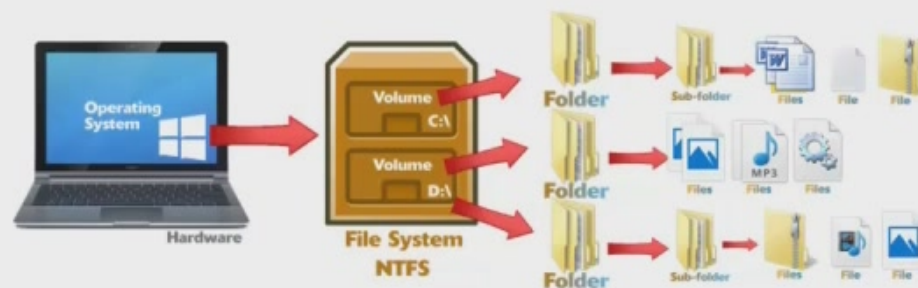 Operating
System
Hardware
Volume
C:\
Volume
D:\
File System
NTFS
Folder
Sub-folder
W
Files
File
File
Folder
Files
MP3
Files
Files
Folder
Sub-folder
Files
File
File